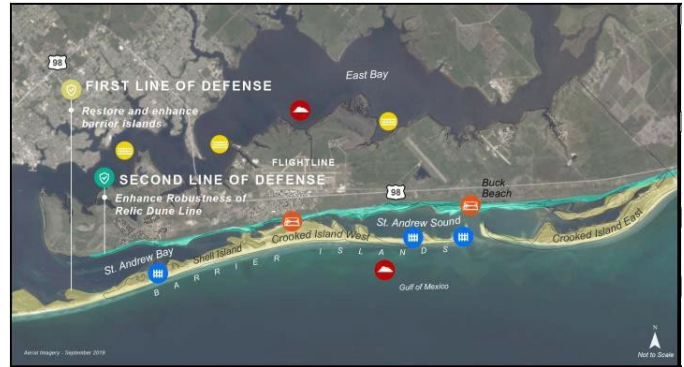 98
FIRST LINE OF DEFENSE
Restore and enhance
barrier islands
East Bay
FLIGHTLINE
SECOND LINE OF DEFENSE
Enhance Robustness of
Relic Dune Line
98
Buck
Beach
St. Andrew Sound
Crooked Island West
Crooked Island East
St. Andrew Bay
Shell Island
BARRIER ISLANDS
Gulf of Mexico
Aerial Imagery - September 2019
N
Not to Scale